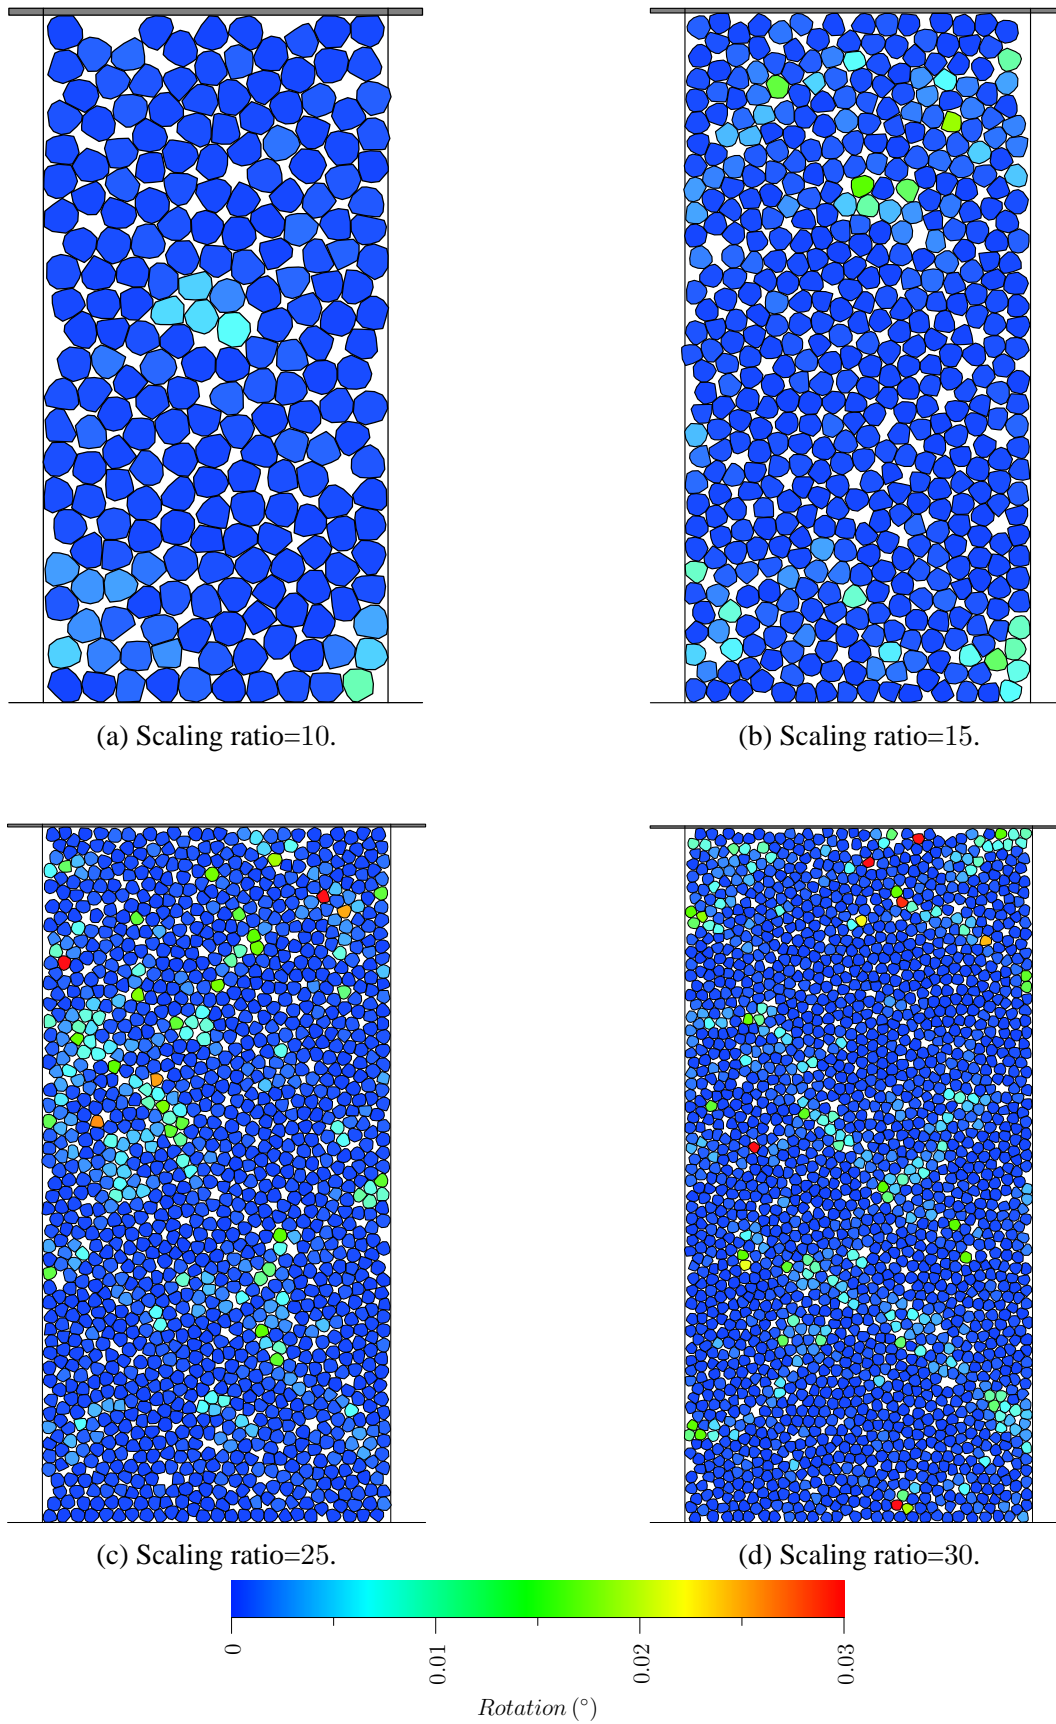 (a) Scaling ratio=10.
(b) Scaling ratio=15.
(c) Scaling ratio=25.
(d) Scaling ratio=30.
0
0.01
0.02
0.03
Rotation (°)